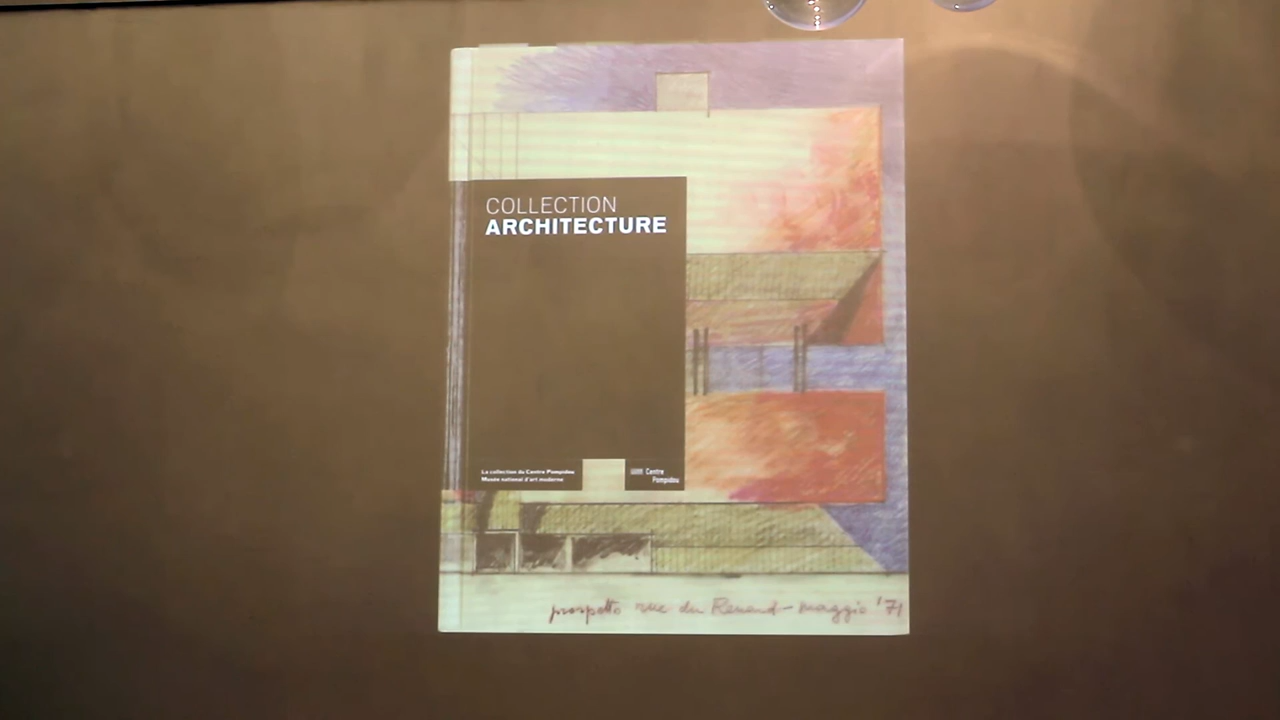 COLLECTION
ARCHITECTURE
La collection du Centre Pompidou
Musée national d'art moderne
Centre
Pompidou
prospetto rue du Renard - maggio '71